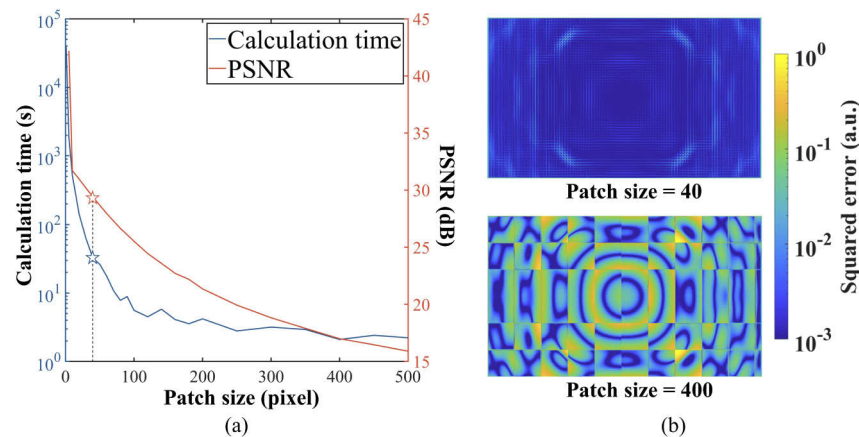 10^5
10^4
10^3
10^2
10^1
10^0
Calculation time (s)
Calculation time
PSNR
45
40
35
30
25
20
15
PSNR (dB)
0
100
200
300
400
500
Patch size (pixel)
(a)
Patch size = 40
Patch size = 400
10^0
10^-1
10^-2
10^-3
Squared error (a.u.)
(b)